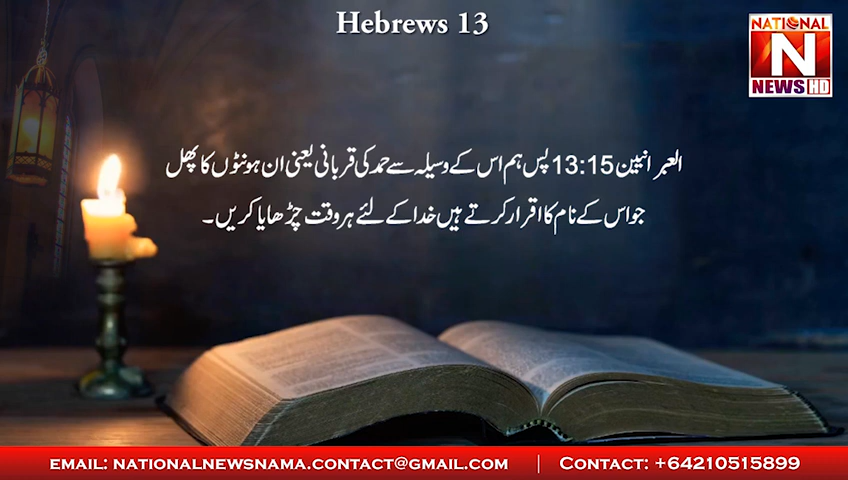 Hebrews 13
NATIONAL
N
NEWS HD
العبرانیین 13:15 پس ہم اس کے وسیلہ سے حمد کی قربانی یعنی ان ہونٹوں کا پھل
جو اس کے نام کا اقرار کرتے ہیں خدا کے لئے ہر وقت چڑھایا کریں۔
EMAIL: NATIONALNEWSNAMA.CONTACT@GMAIL.COM | CONTACT: +64210515899